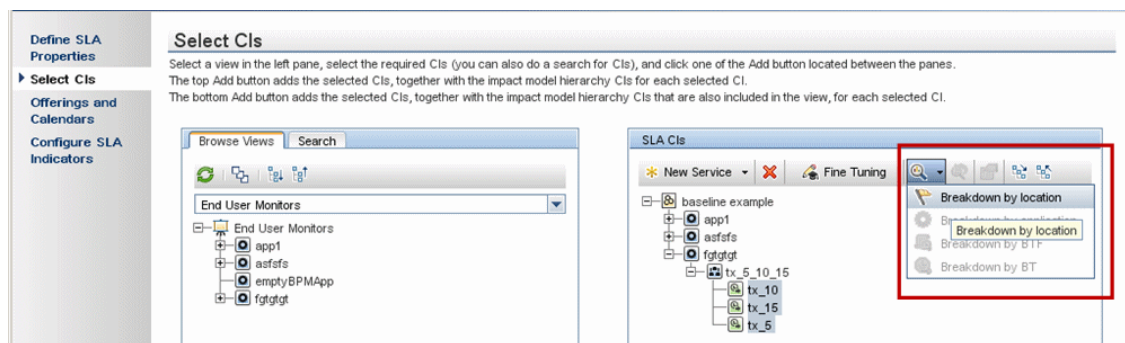 Define SLA
Properties
Select CIs
Offerings and
Calendars
Configure SLA
Indicators
Select CIs
Select a view in the left pane, select the required CIs (you can also do a search for CIs), and click one of the Add button located between the panes.
The top Add button adds the selected CIs, together with the impact model hierarchy CIs for each selected CI.
The bottom Add button adds the selected CIs, together with the impact model hierarchy CIs that are also included in the view, for each selected CI.
Browse Views Search
End User Monitors
End User Monitors
app1
asfsfs
emptyBPMApp
fgtgtgt
SLA CIs
New Service Fine Tuning
baseline example
app1
asfsfs
fgtgtgt
tx_5_10_15
tx_10
tx_15
tx_5
Breakdown by location
Breakdown by application
Breakdown by location
Breakdown by BTF
Breakdown by BT